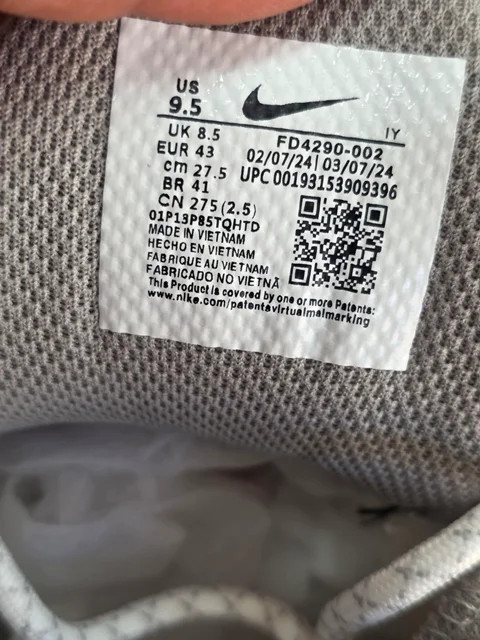 US
9.5
IY
UK 8.5
FD4290-002
EUR 43
02/07/24| 03/07/24
cm 27.5
UPC 00193153909396
BR 41
CN 275 (2.5)
01P13P85TQHTD
MADE IN VIETNAM
HECHO EN VIETNAM
FABRIQUE AU VIETNAM
FABRICADO NO VIETNÃ
This Product is covered by one or more Patents:
www.nike.com/patentsvirtualmalmarking